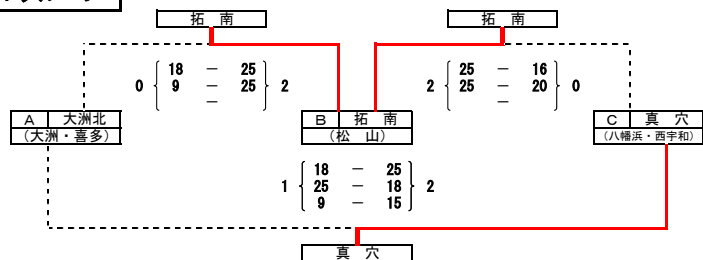 拓 南
拓 南
0 18 － 25 2
9 － 25
－
2 25 － 16 0
25 － 20
－
A 大洲北
（大洲・喜多）
B 拓 南
（松 山）
C 真 穴
（八幡浜・西宇和）
1 18 － 25 2
25 － 18
9 － 15
真 穴